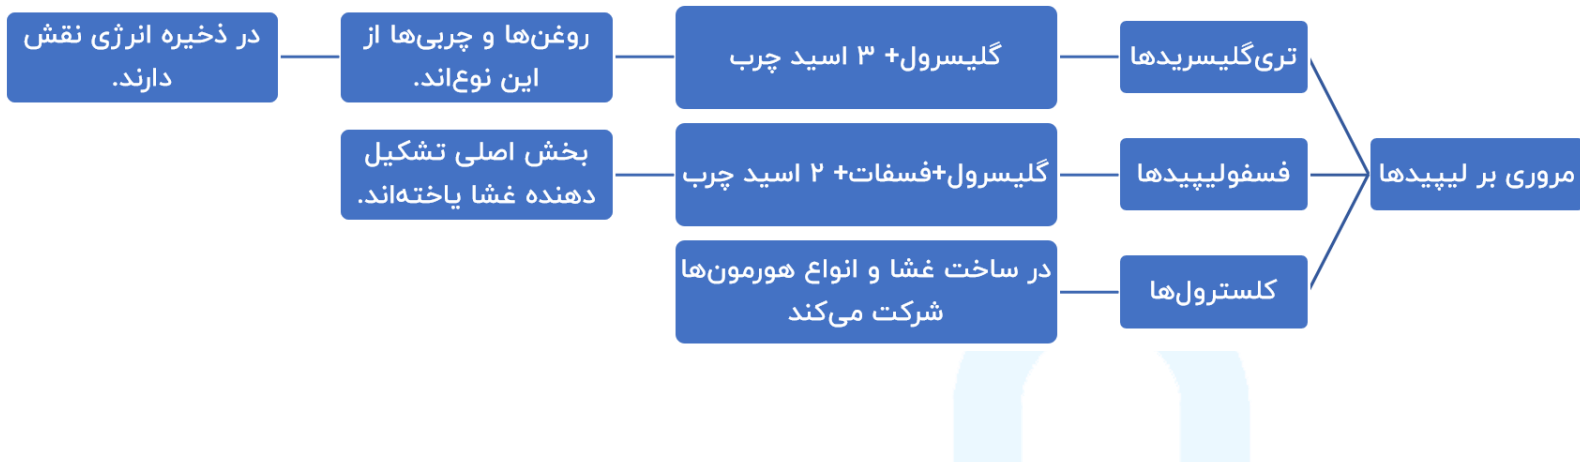 مروری بر لیپیدها
تری‌گلیسریدها
گلیسرول+ ۳ اسید چرب
روغن‌ها و چربی‌ها از
این نوع‌اند.
در ذخیره انرژی نقش
دارند.
فسفولیپیدها
گلیسرول+فسفات+ ۲ اسید چرب
بخش اصلی تشکیل
دهنده غشا یاخته‌اند.
کلسترول‌ها
در ساخت غشا و انواع هورمون‌ها
شرکت می‌کند